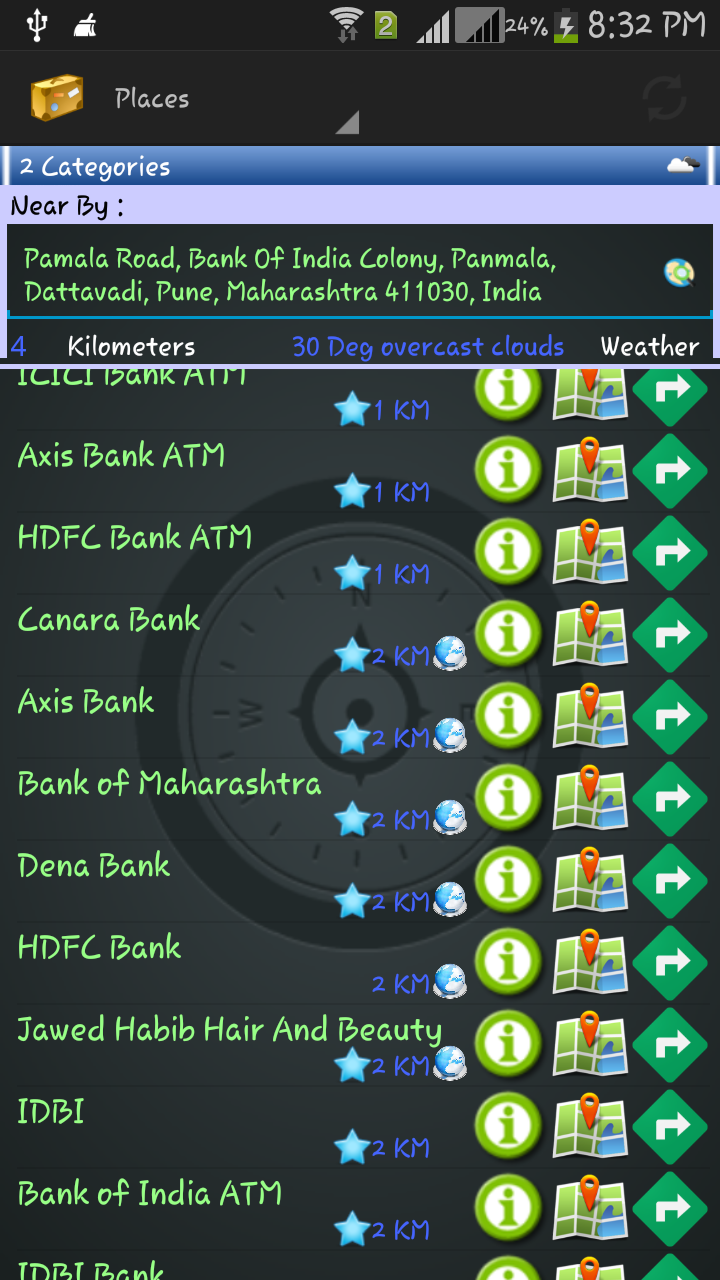 2
24%
8:32 PM
Places
2 Categories
Near By :
Pamala Road, Bank Of India Colony, Panmala,
Dattavadi, Pune, Maharashtra 411030, India
4 Kilometers 30 Deg overcast clouds Weather
ICICI Bank ATM
1 KM
Axis Bank ATM
1 KM
HDFC Bank ATM
1 KM
N
Canara Bank
2 KM
Axis Bank
W E
2 KM
Bank of Maharashtra
2 KM
Dena Bank
2 KM
HDFC Bank
2 KM
Jawed Habib Hair And Beauty
2 KM
IDBI
2 KM
Bank of India ATM
2 KM
IDBI Bank